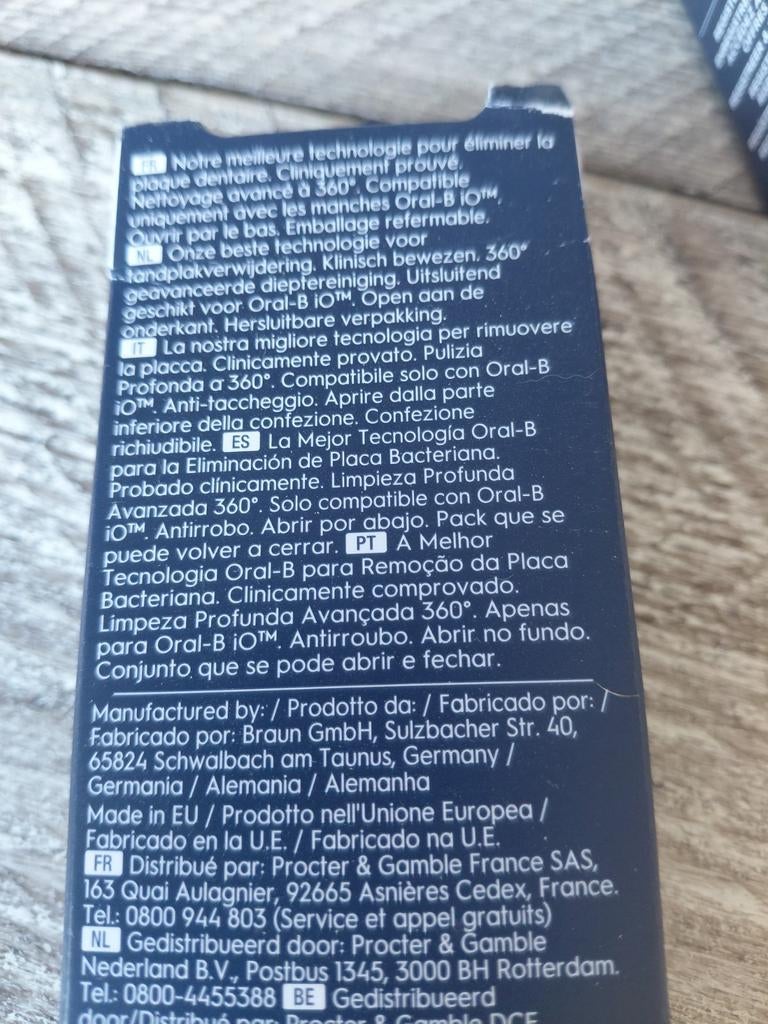 FR Notre meilleure technologie pour éliminer la
plaque dentaire. Cliniquement prouvé.
Nettoyage avancé à 360°. Compatible
uniquement avec les manches Oral-B iO™.
Ouvrir par le bas. Emballage refermable.
NL Onze beste technologie voor
tandplakverwijdering. Klinisch bewezen. 360°
geavanceerde dieptereiniging. Uitsluitend
geschikt voor Oral-B iO™. Open aan de
onderkant. Hersluitbare verpakking.
IT La nostra migliore tecnologia per rimuovere
la placca. Clinicamente provato. Pulizia
Profonda a 360°. Compatibile solo con Oral-B
iO™. Anti-taccheggio. Aprire dalla parte
inferiore della confezione. Confezione
richiudibile. ES La Mejor Tecnología Oral-B
para la Eliminación de Placa Bacteriana.
Probado clínicamente. Limpieza Profunda
Avanzada 360°. Solo compatible con Oral-B
iO™. Antirrobo. Abrir por abajo. Pack que se
puede volver a cerrar. PT A Melhor
Tecnologia Oral-B para Remoção da Placa
Bacteriana. Clinicamente comprovado.
Limpeza Profunda Avançada 360°. Apenas
para Oral-B iO™. Antirroubo. Abrir no fundo.
Conjunto que se pode abrir e fechar.
Manufactured by: / Prodotto da: / Fabricado por: /
Fabricado por: Braun GmbH, Sulzbacher Str. 40,
65824 Schwalbach am Taunus, Germany /
Germania / Alemania / Alemanha
Made in EU / Prodotto nell'Unione Europea /
Fabricado en la U.E. / Fabricado na U.E.
FR Distribué par: Procter & Gamble France SAS,
163 Quai Aulagnier, 92665 Asnières Cedex, France.
Tel.: 0800 944 803 (Service et appel gratuits)
NL Gedistribueerd door: Procter & Gamble
Nederland B.V., Postbus 1345, 3000 BH Rotterdam.
Tel.: 0800-4455388 BE Gedistribueerd
door/Distribué par: Procter & Gamble DCE